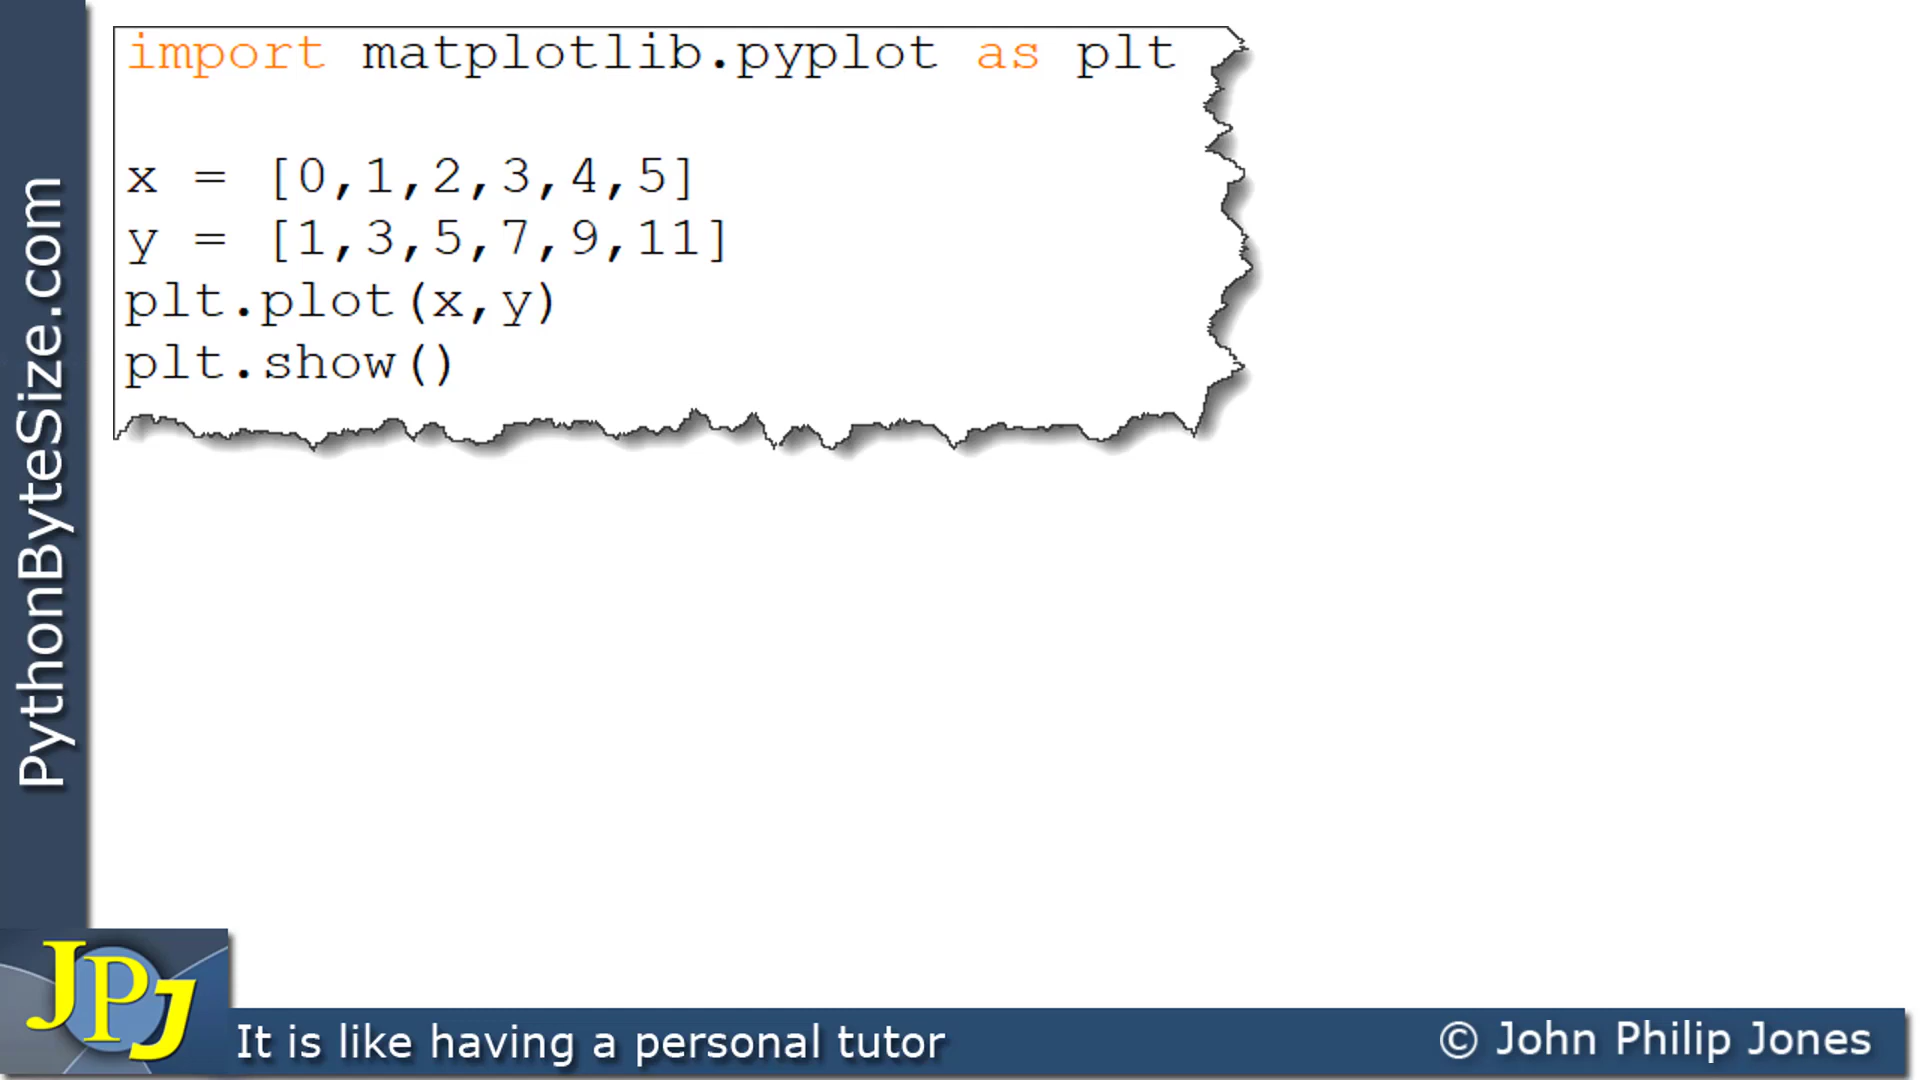 import matplotlib.pyplot as plt
x = [0,1,2,3,4,5]
y = [1,3,5,7,9,11]
plt.plot(x,y)
plt.show()
PythonByteSize.com
JPJ
It is like having a personal tutor
© John Philip Jones